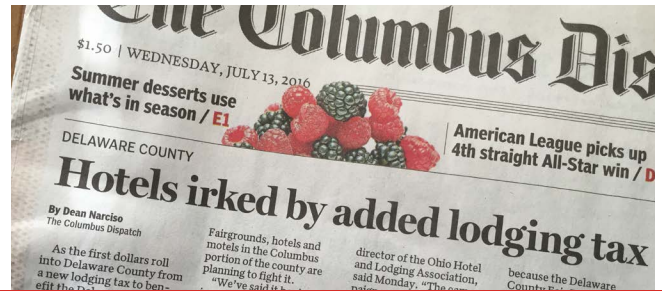 The Columbus Dis
$1.50 | WEDNESDAY, JULY 13, 2016
Summer desserts use
what's in season / E1
American League picks up
4th straight All-Star win / D
DELAWARE COUNTY
Hotels irked by added lodging tax
By Dean Narciso
The Columbus Dispatch
As the first dollars roll
into Delaware County from
a new lodging tax to ben-
efit the
Fairgrounds, hotels and
motels in the Columbus
portion of the county are
planning to fight it.
"We've said it
director of the Ohio Hotel
and Lodging Association,
said Monday. "The
because the Delaware
County